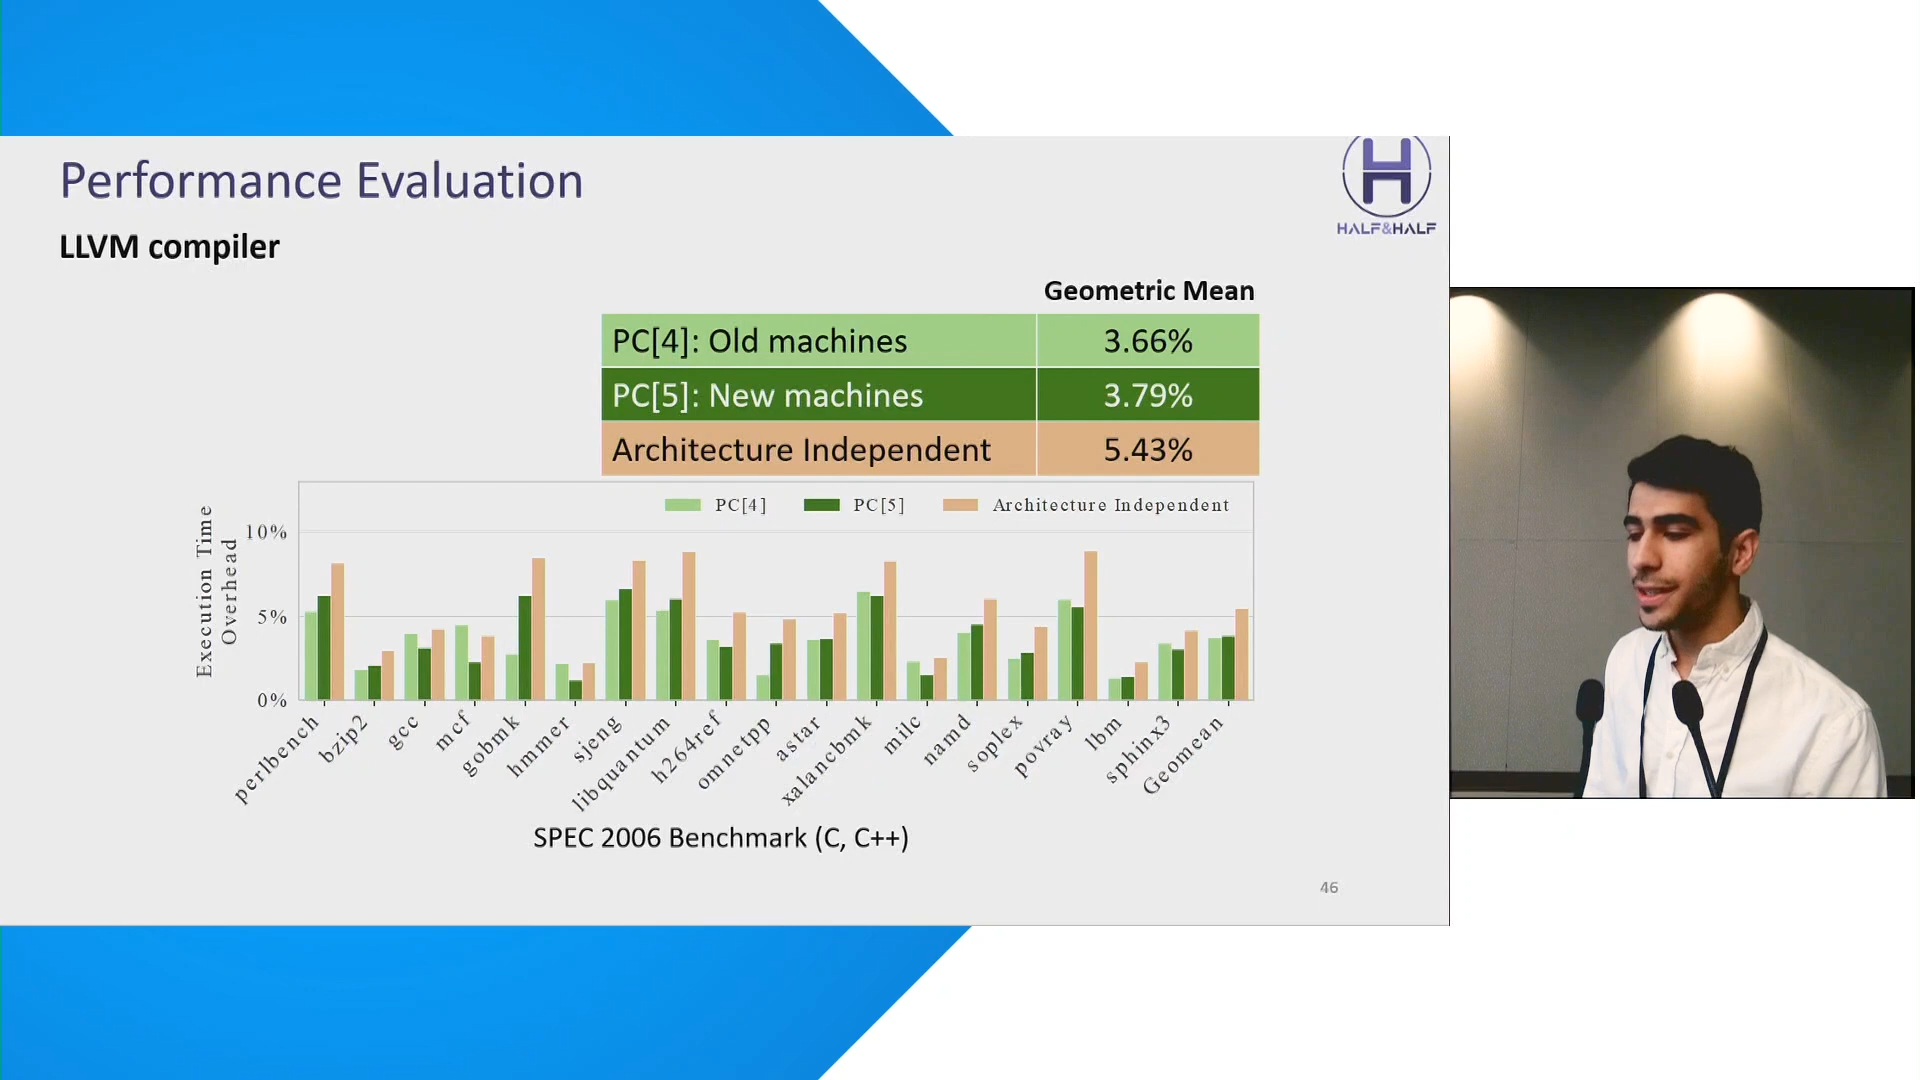 Performance Evaluation
LLVM compiler
HALF&HALF
Geometric Mean
PC[4]: Old machines 3.66%
PC[5]: New machines 3.79%
Architecture Independent 5.43%
PC[4] PC[5] Architecture Independent
Execution Time
Overhead
10%
5%
0%
perlbench bzip2 gcc mcf gobmk hmmer sjeng libquantum h264ref omnetpp astar xalancbmk milc namd soplex povray lbm sphinx3 Geomean
SPEC 2006 Benchmark (C, C++)
46